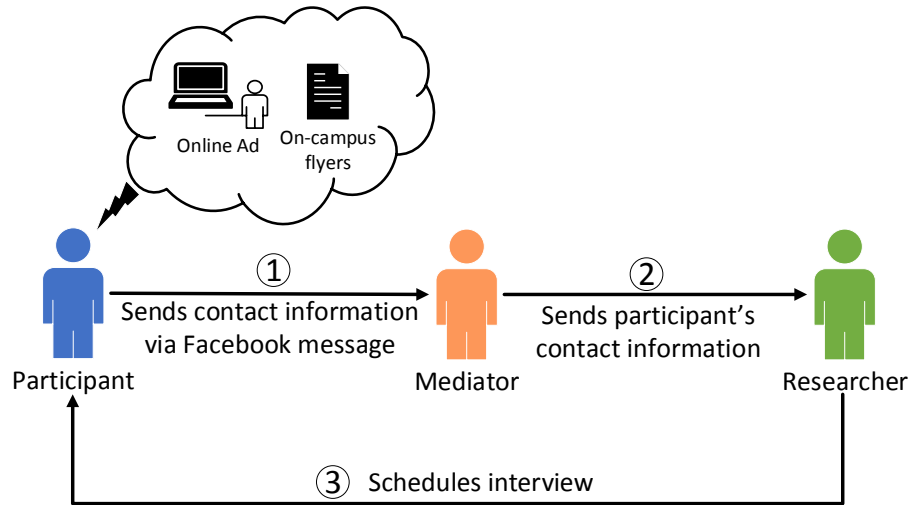 Online Ad
On-campus
flyers
1
Sends contact information
via Facebook message
2
Sends participant's
contact information
Participant
Mediator
Researcher
3 Schedules interview